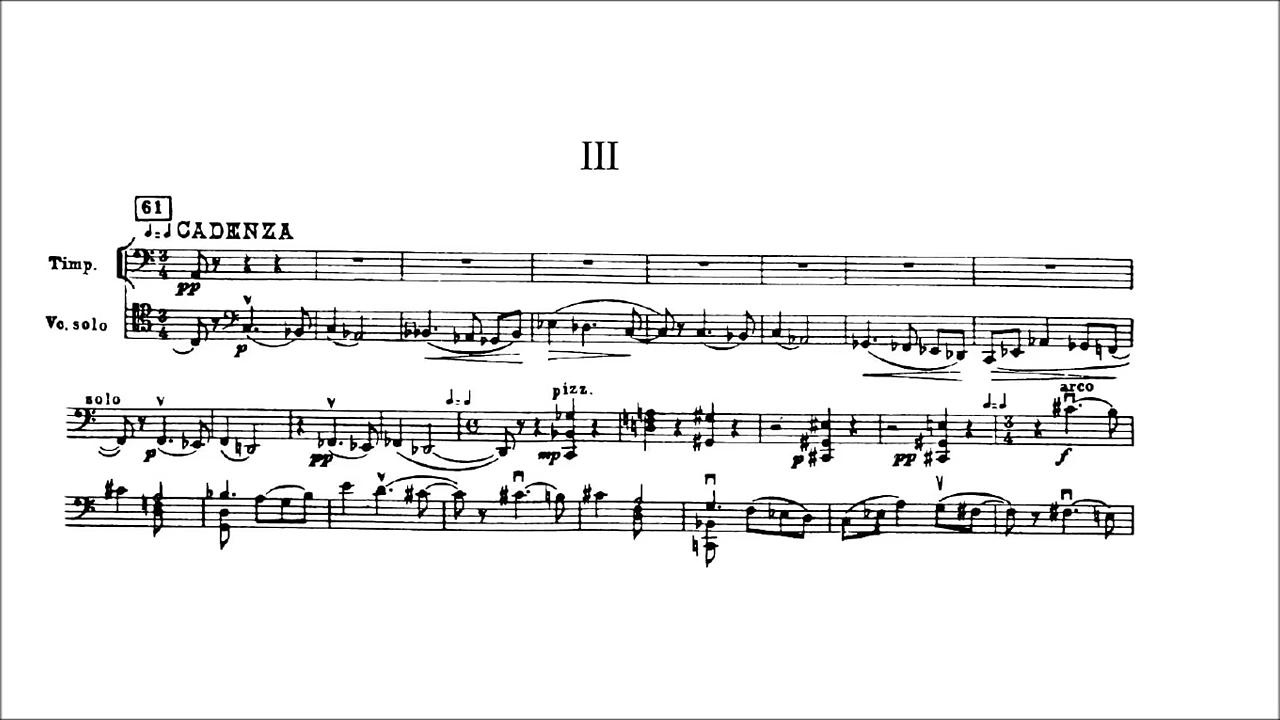 III
61
CADENZA
Timp.
pp
Vc. solo
p
solo
pizz.
arco
p
pp
mp
p
pp
f